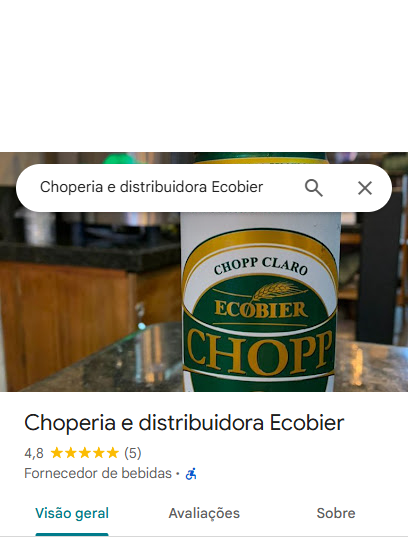 Choperia e distribuidora Ecobier
CHOPP CLARO
ECOBIER
CHOPP
Choperia e distribuidora Ecobier
4,8 (5)
Fornecedor de bebidas ·
Visão geral Avaliações Sobre